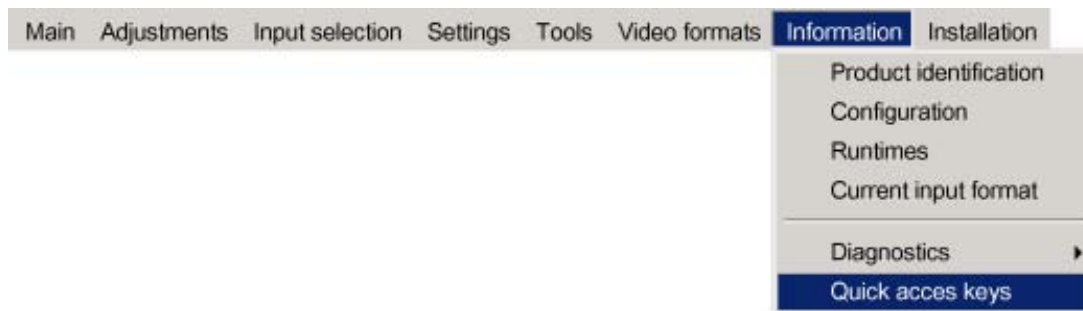 Main Adjustments Input selection Settings Tools Video formats Information Installation
Product identification
Configuration
Runtimes
Current input format
Diagnostics
Quick acces keys